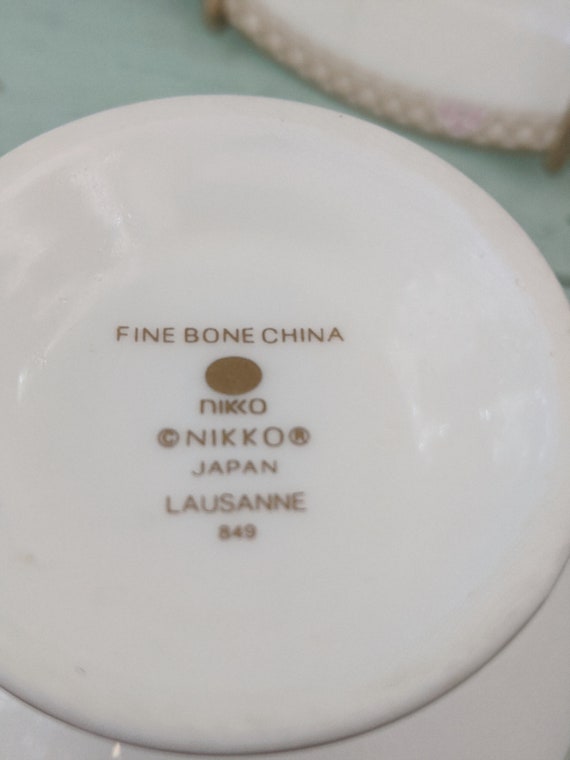 FINE BONE CHINA
nikko
©NIKKO®
JAPAN
LAUSANNE
849